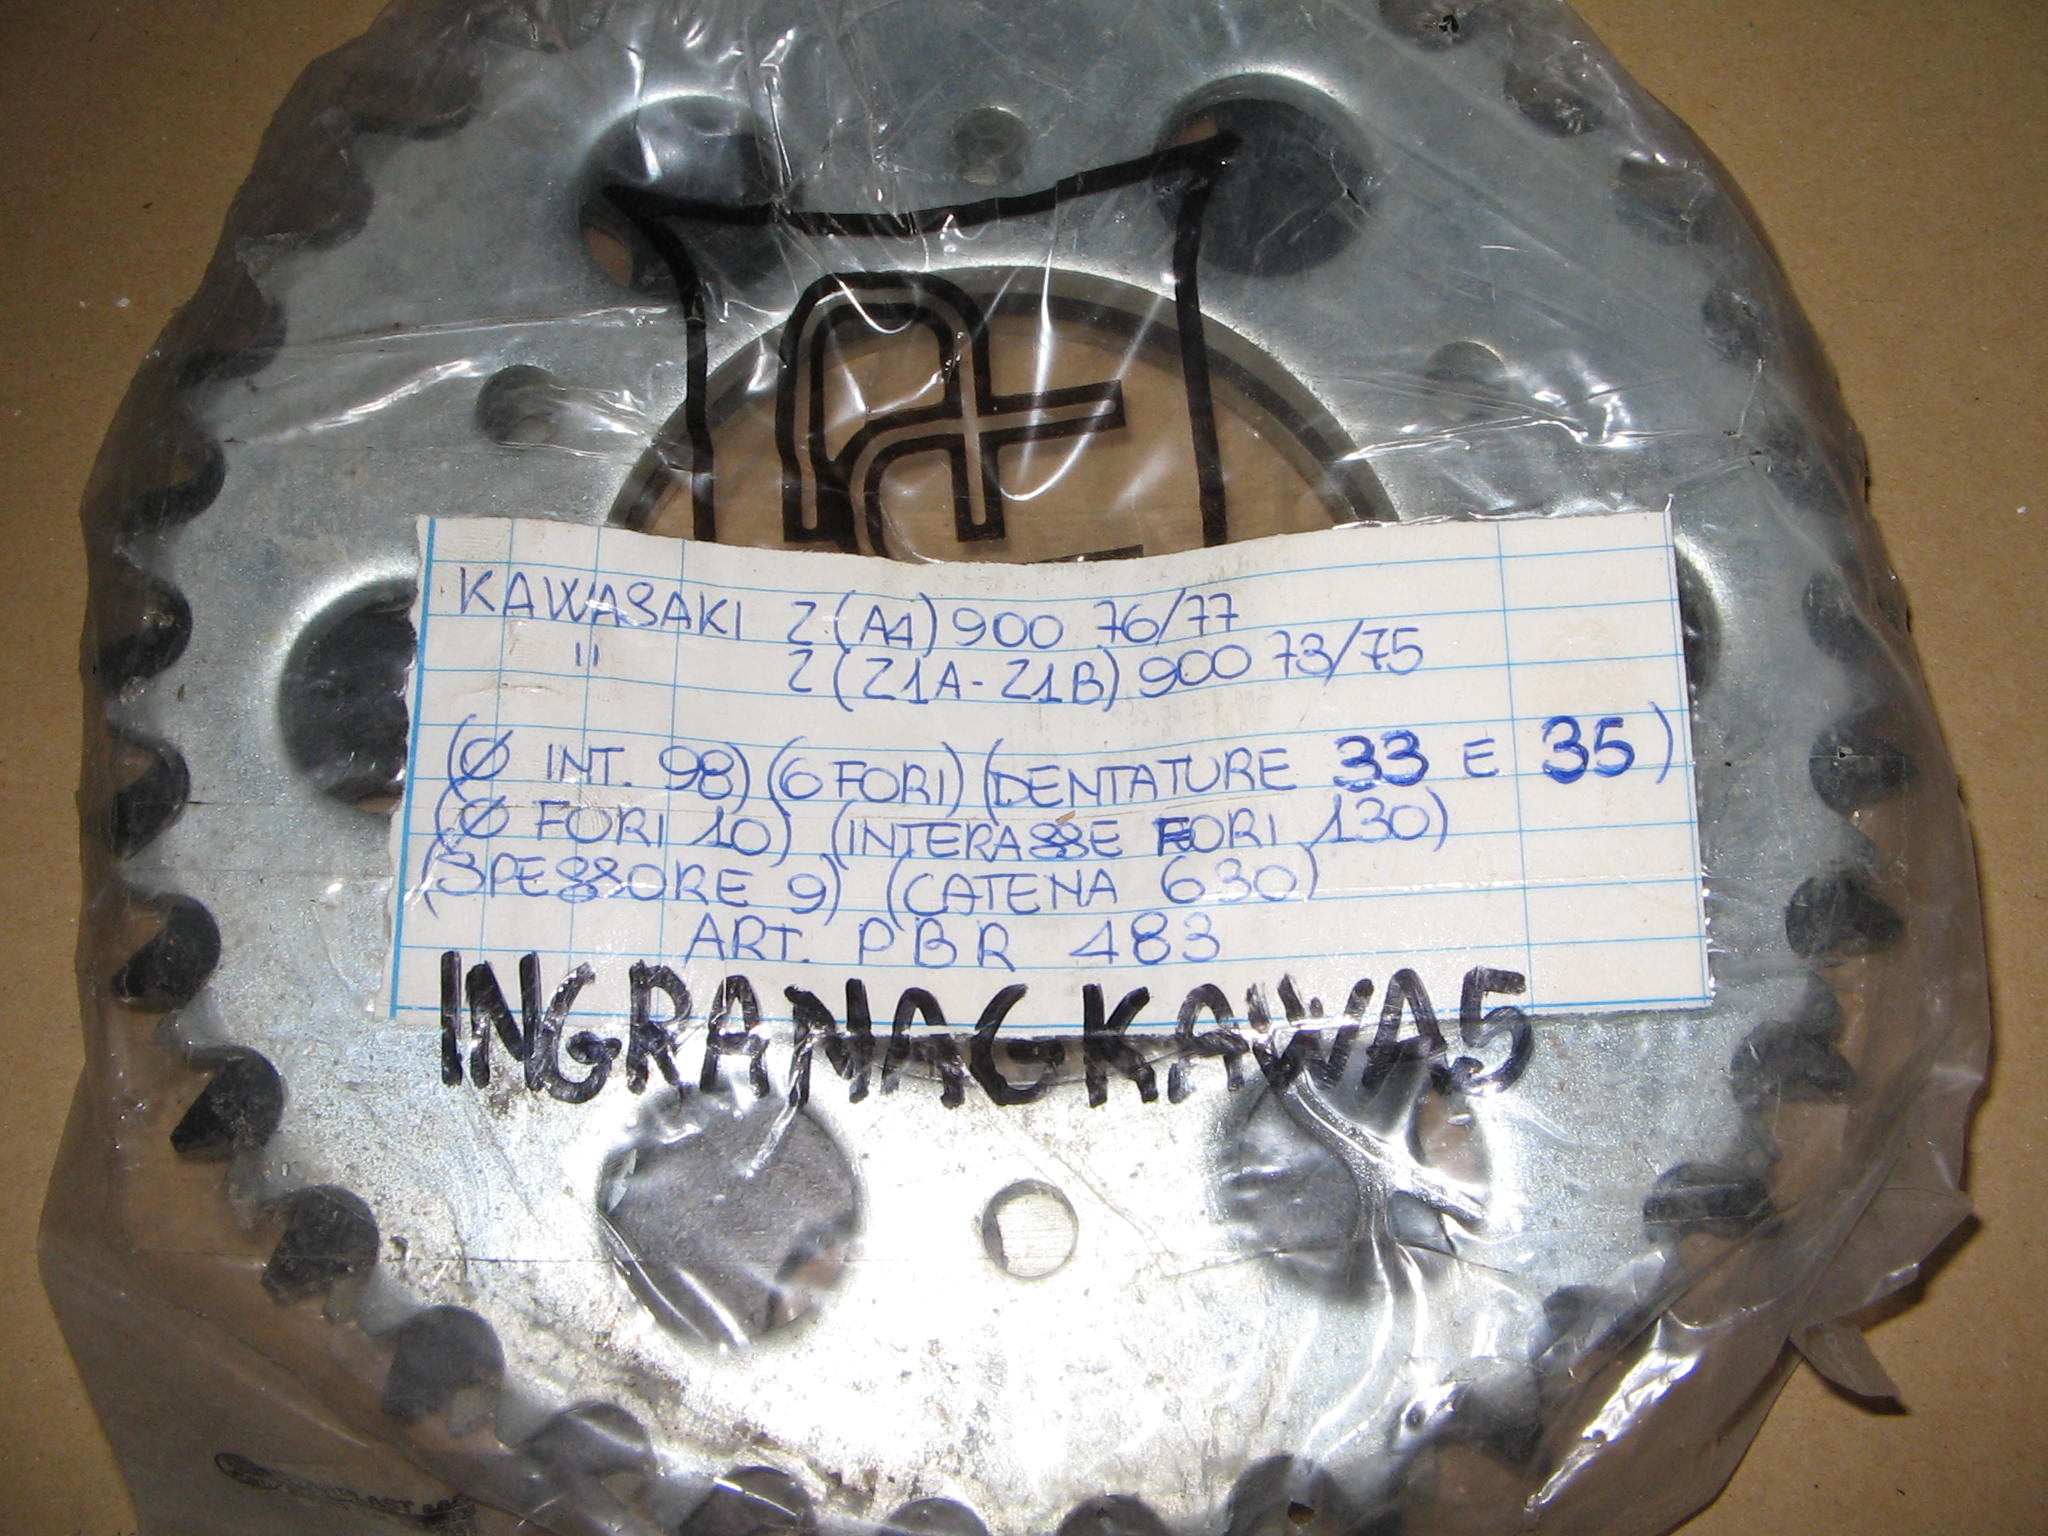 KAWASAKI Z (A4) 900 76/77
" Z (Z1A-Z1B) 900 73/75
(Ø INT. 98) (6 FORI) (DENTATURE 33 E 35)
(Ø FORI 10) (INTERASSE FORI 130)
(SPESSORE 9) (CATENA 630)
ART. PBR 483
INGRANAGKAWA5